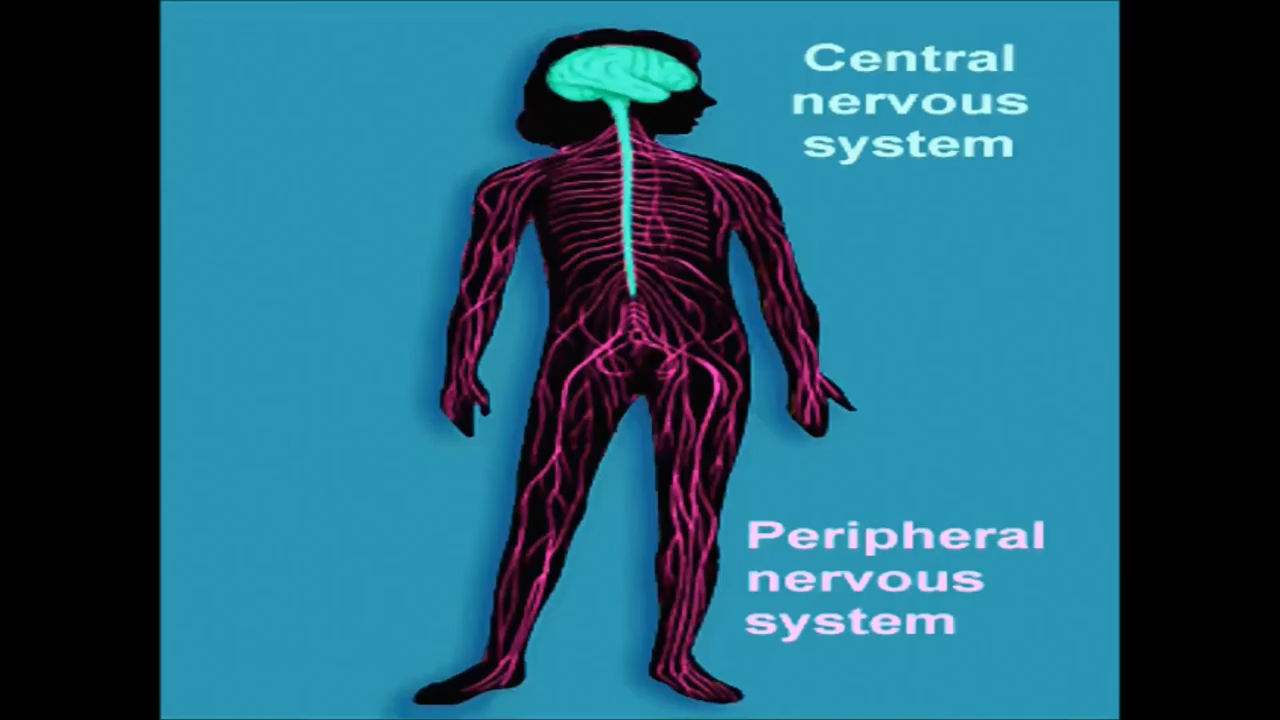 Central
nervous
system
Peripheral
nervous
system